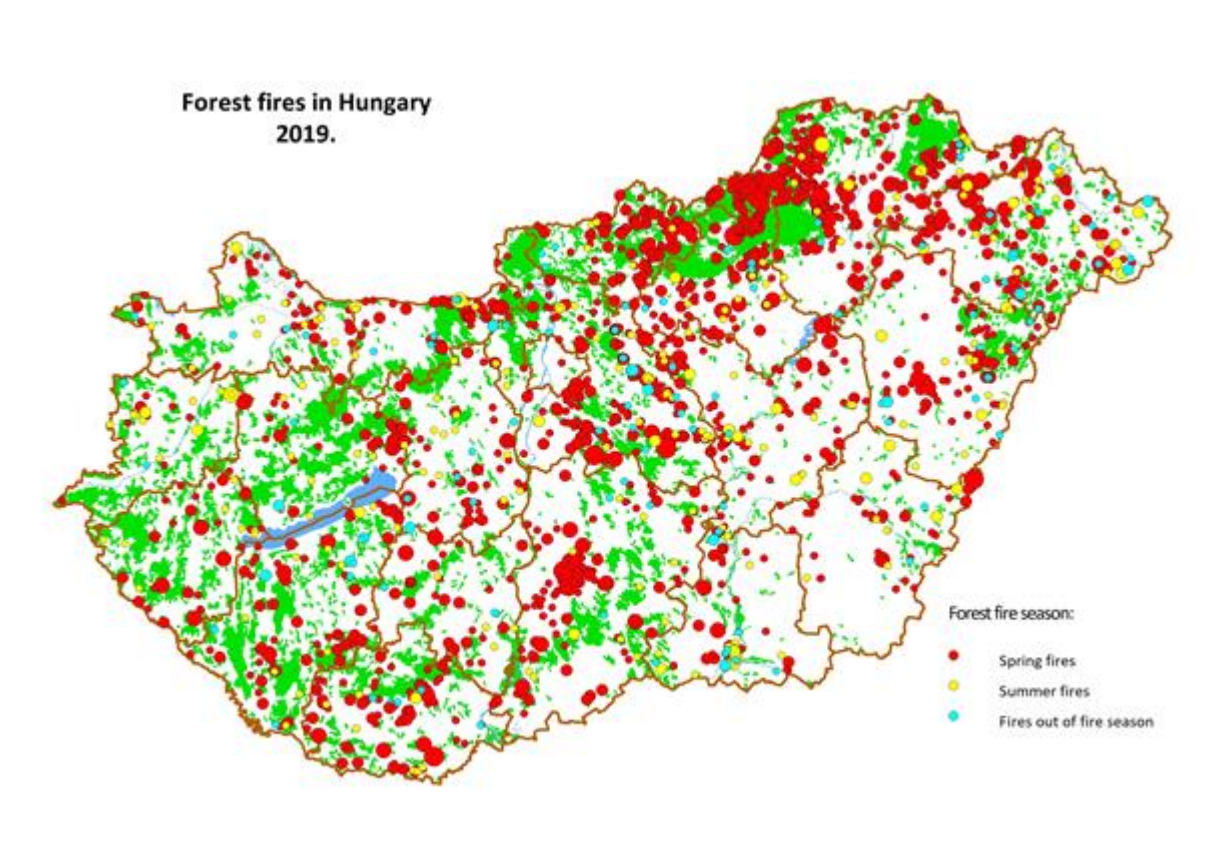 Forest fires in Hungary
2019.
Forest fire season:
Spring fires
Summer fires
Fires out of fire season